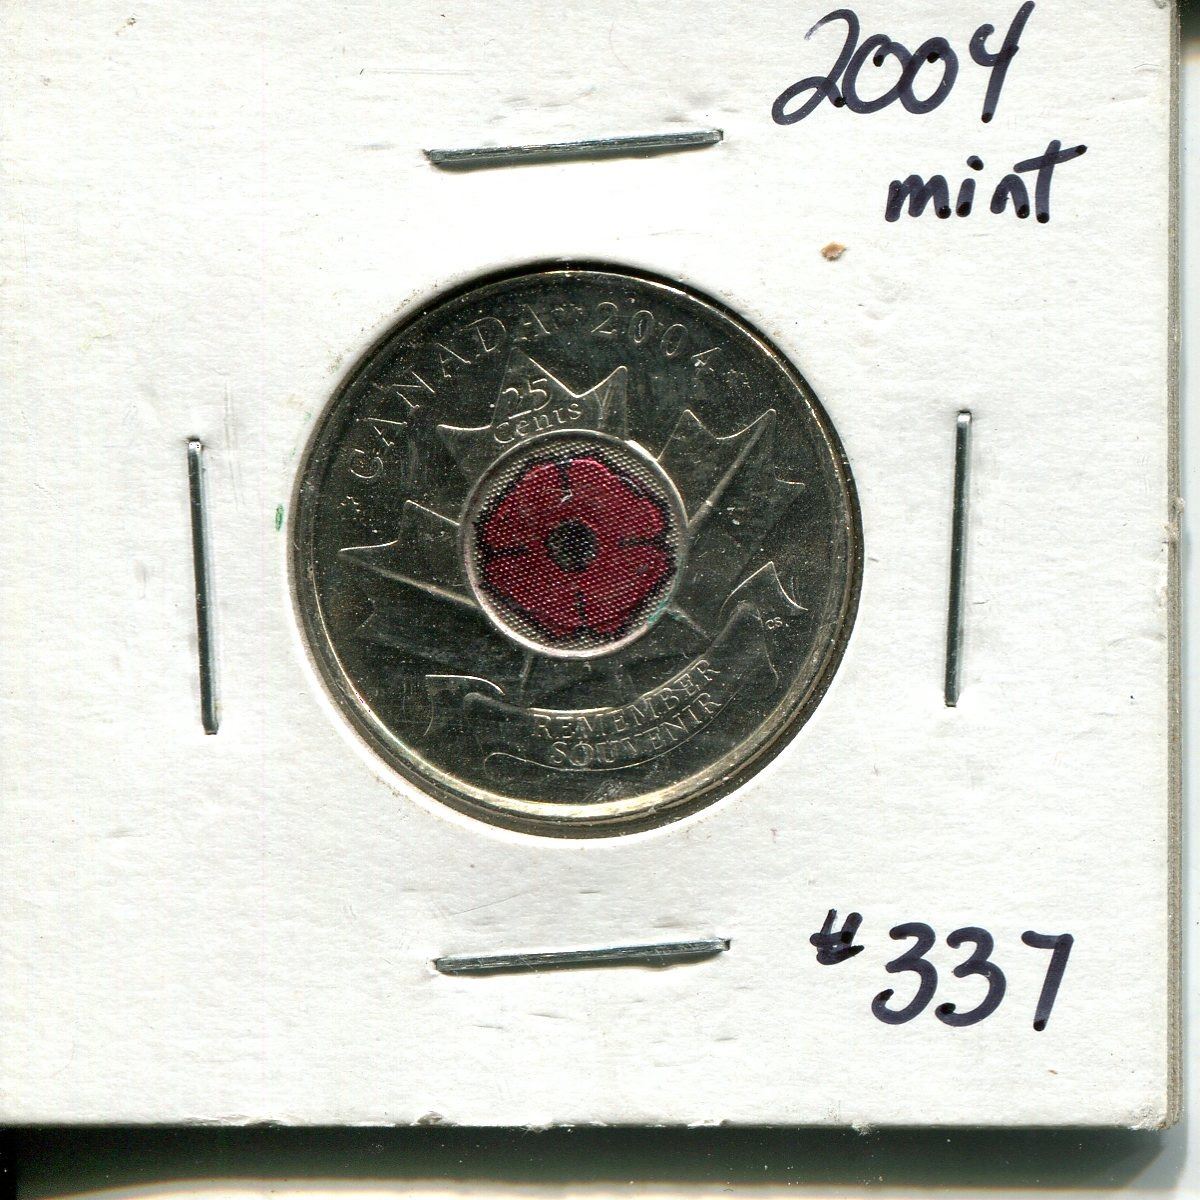 2004
mint
CANADA 2004
25
cents
CS
REMEMBER
SOUVENIR
#337